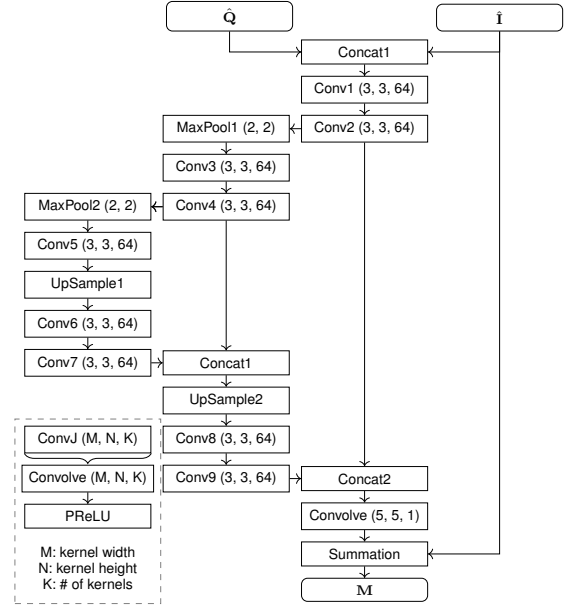 Q̂
Î
Concat1
Conv1 (3, 3, 64)
MaxPool1 (2, 2)
Conv2 (3, 3, 64)
Conv3 (3, 3, 64)
MaxPool2 (2, 2)
Conv4 (3, 3, 64)
Conv5 (3, 3, 64)
UpSample1
Conv6 (3, 3, 64)
Conv7 (3, 3, 64)
Concat1
UpSample2
ConvJ (M, N, K)
Conv8 (3, 3, 64)
Convolve (M, N, K)
Conv9 (3, 3, 64)
Concat2
PReLU
Convolve (5, 5, 1)
M: kernel width
N: kernel height
K: # of kernels
Summation
M